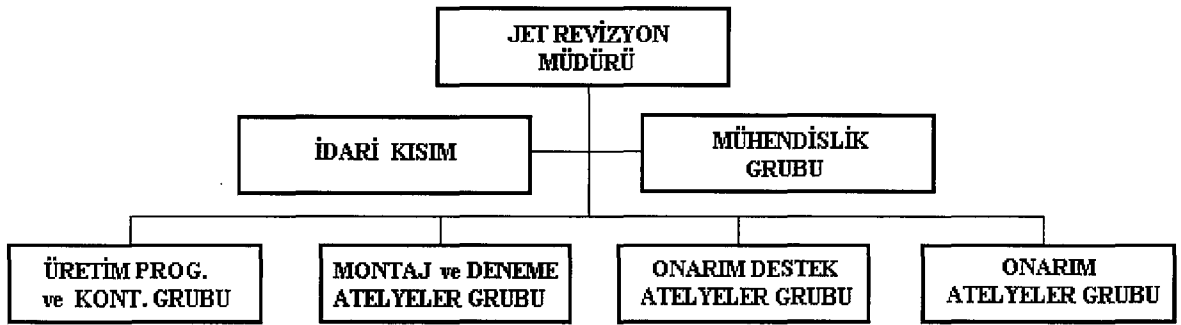 JET REVİZYON
MÜDÜRÜ
İDARİ KISIM
MÜHENDİSLİK
GRUBU
ÜRETİM PROG.
ve KONT. GRUBU
MONTAJ ve DENEME
ATELYELER GRUBU
ONARIM DESTEK
ATELYELER GRUBU
ONARIM
ATELYELER GRUBU